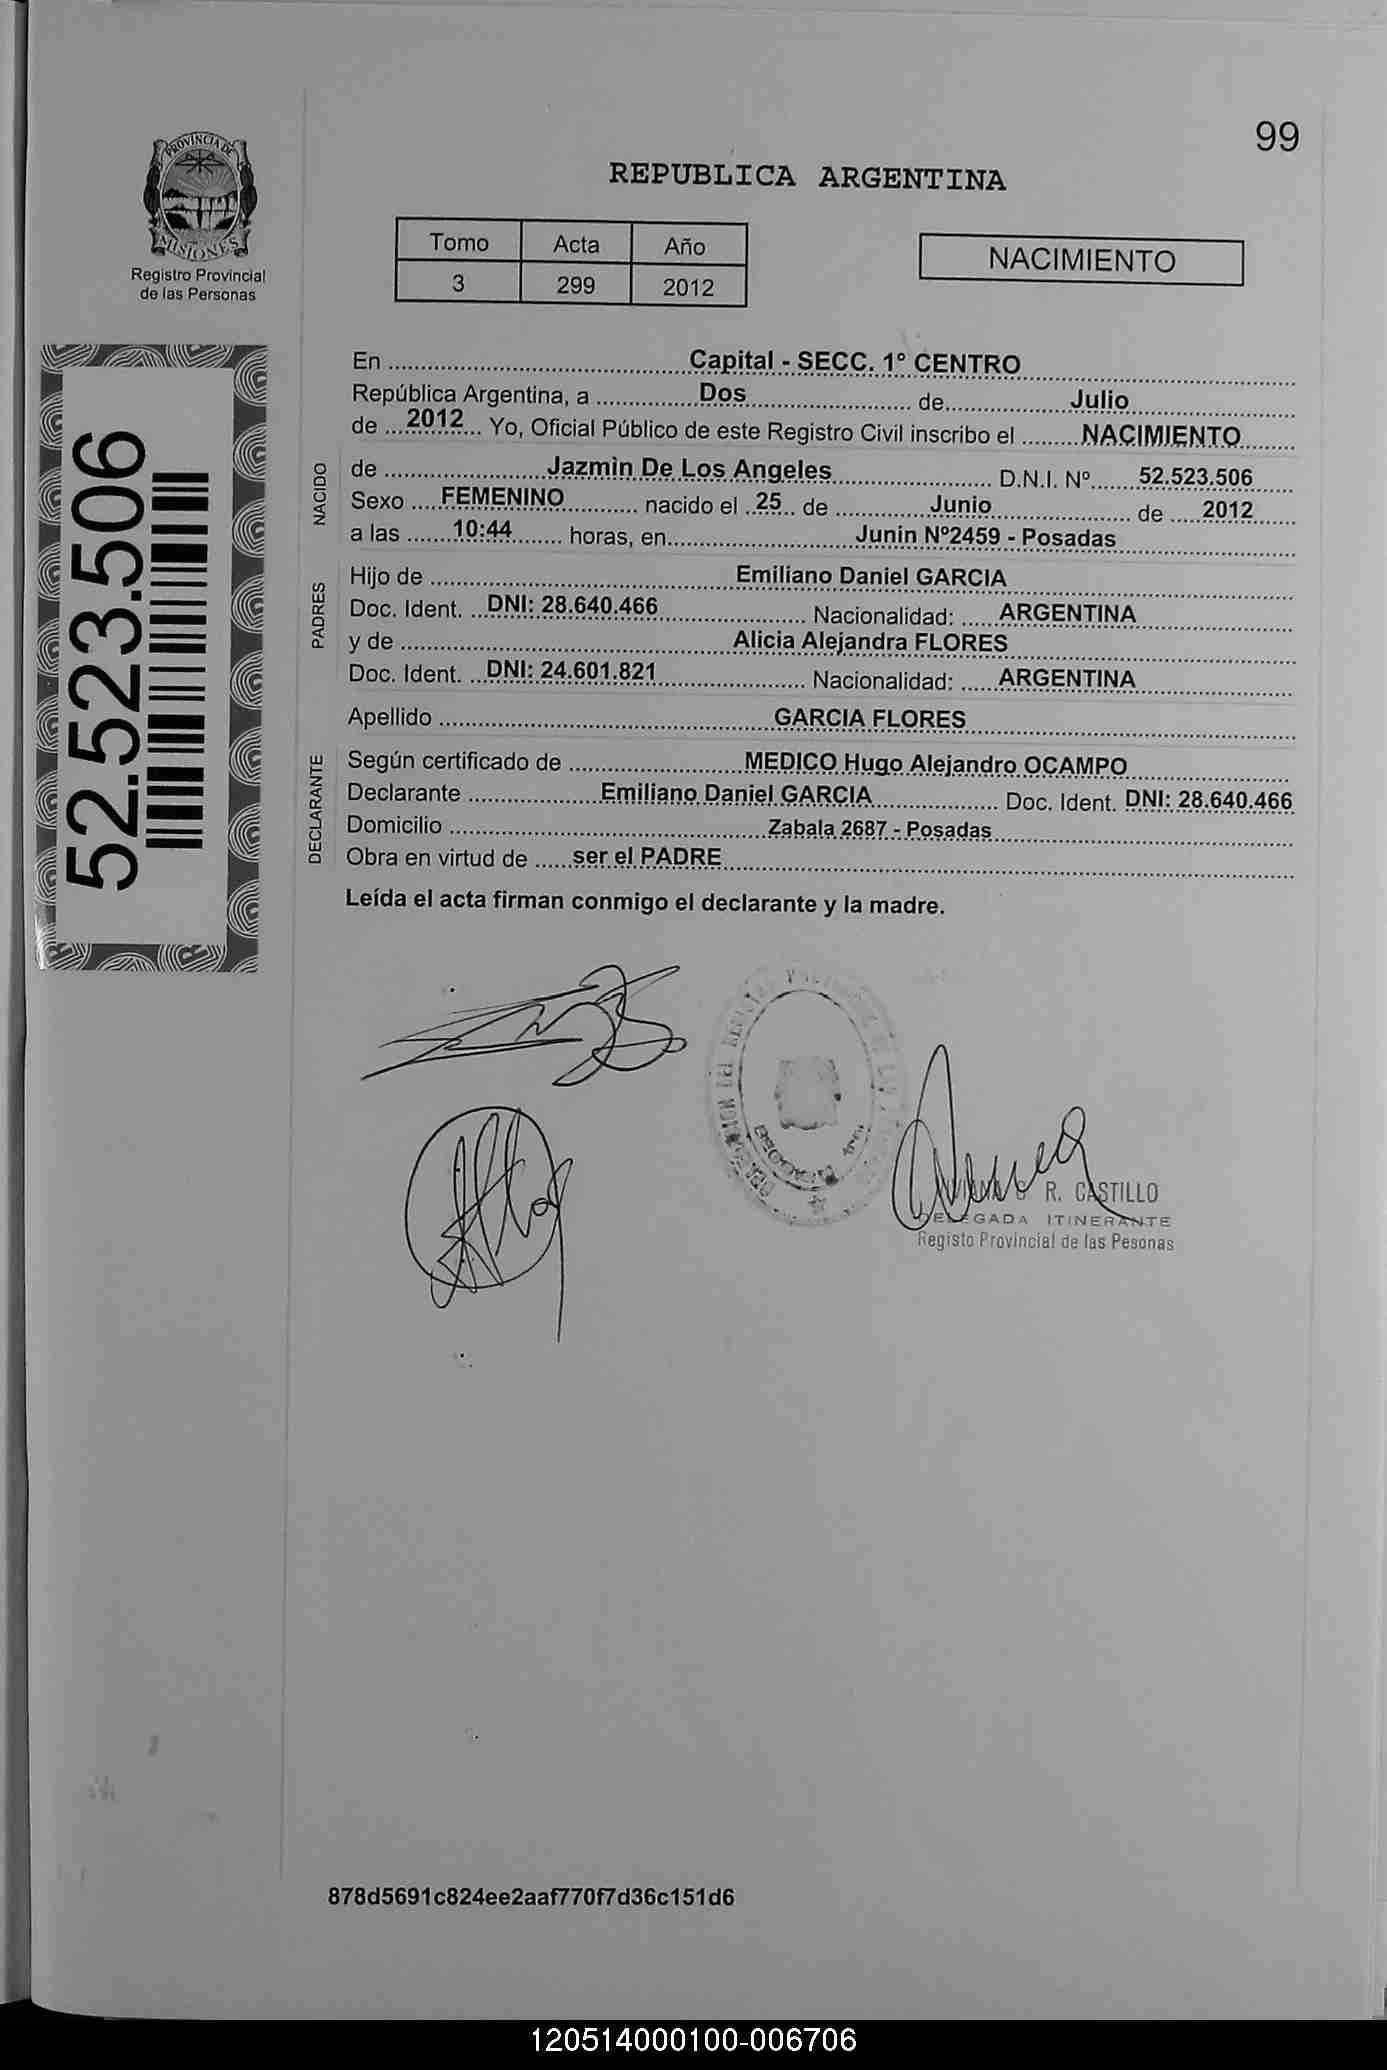 99
PROVINCIA DE
MISIONES
Registro Provincial
de las Personas
REPUBLICA ARGENTINA
Tomo Acta Año
3 299 2012
NACIMIENTO
52.523.506
En ........ Capital - SECC. 1º CENTRO ........
República Argentina, a ........ Dos ........ de ........ Julio ........
de ... 2012 ... Yo, Oficial Público de este Registro Civil inscribo el ........ NACIMIENTO ........
NACIDO
de ........ Jazmin De Los Angeles ........ D.N.I. Nº ...... 52.523.506 ......
Sexo ..... FEMENINO ........ nacido el .. 25 .. de ........ Junio ........ de ..... 2012 ......
a las ....... 10:44 ........ horas, en ........ Junin Nº2459 - Posadas ........
PADRES
Hijo de ........ Emiliano Daniel GARCIA ........
Doc. Ident. .. DNI: 28.640.466 ........ Nacionalidad: ..... ARGENTINA ........
y de ........ Alicia Alejandra FLORES ........
Doc. Ident. .. DNI: 24.601.821 ........ Nacionalidad: ..... ARGENTINA ........
Apellido ........ GARCIA FLORES ........
DECLARANTE
Según certificado de ........ MEDICO Hugo Alejandro OCAMPO ........
Declarante ........ Emiliano Daniel GARCIA ........ Doc. Ident. DNI: 28.640.466
Domicilio ........ Zabala 2687 - Posadas ........
Obra en virtud de ...... ser el PADRE ........
Leída el acta firman conmigo el declarante y la madre.
R. CASTILLO
DELEGADA ITINERANTE
Registo Provincial de las Pesonas
878d5691c824ee2aaf770f7d36c151d6
120514000100-006706